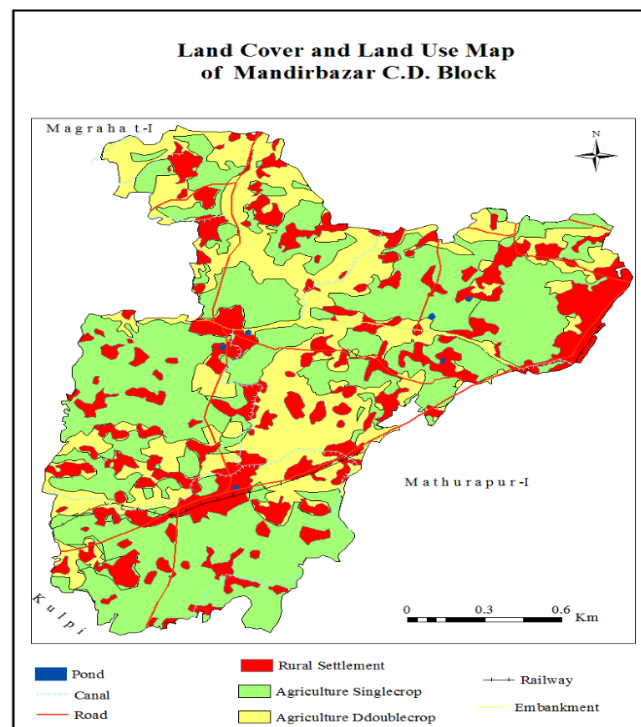 Land Cover and Land Use Map
of Mandirbazar C.D. Block
Magrahat-I
N
Mathurapur-I
Kulpi
0 0.3 0.6
Km
Pond
Canal
Road
Rural Settlement
Agriculture Singlecrop
Agriculture Ddoublecrop
Railway
Embankment